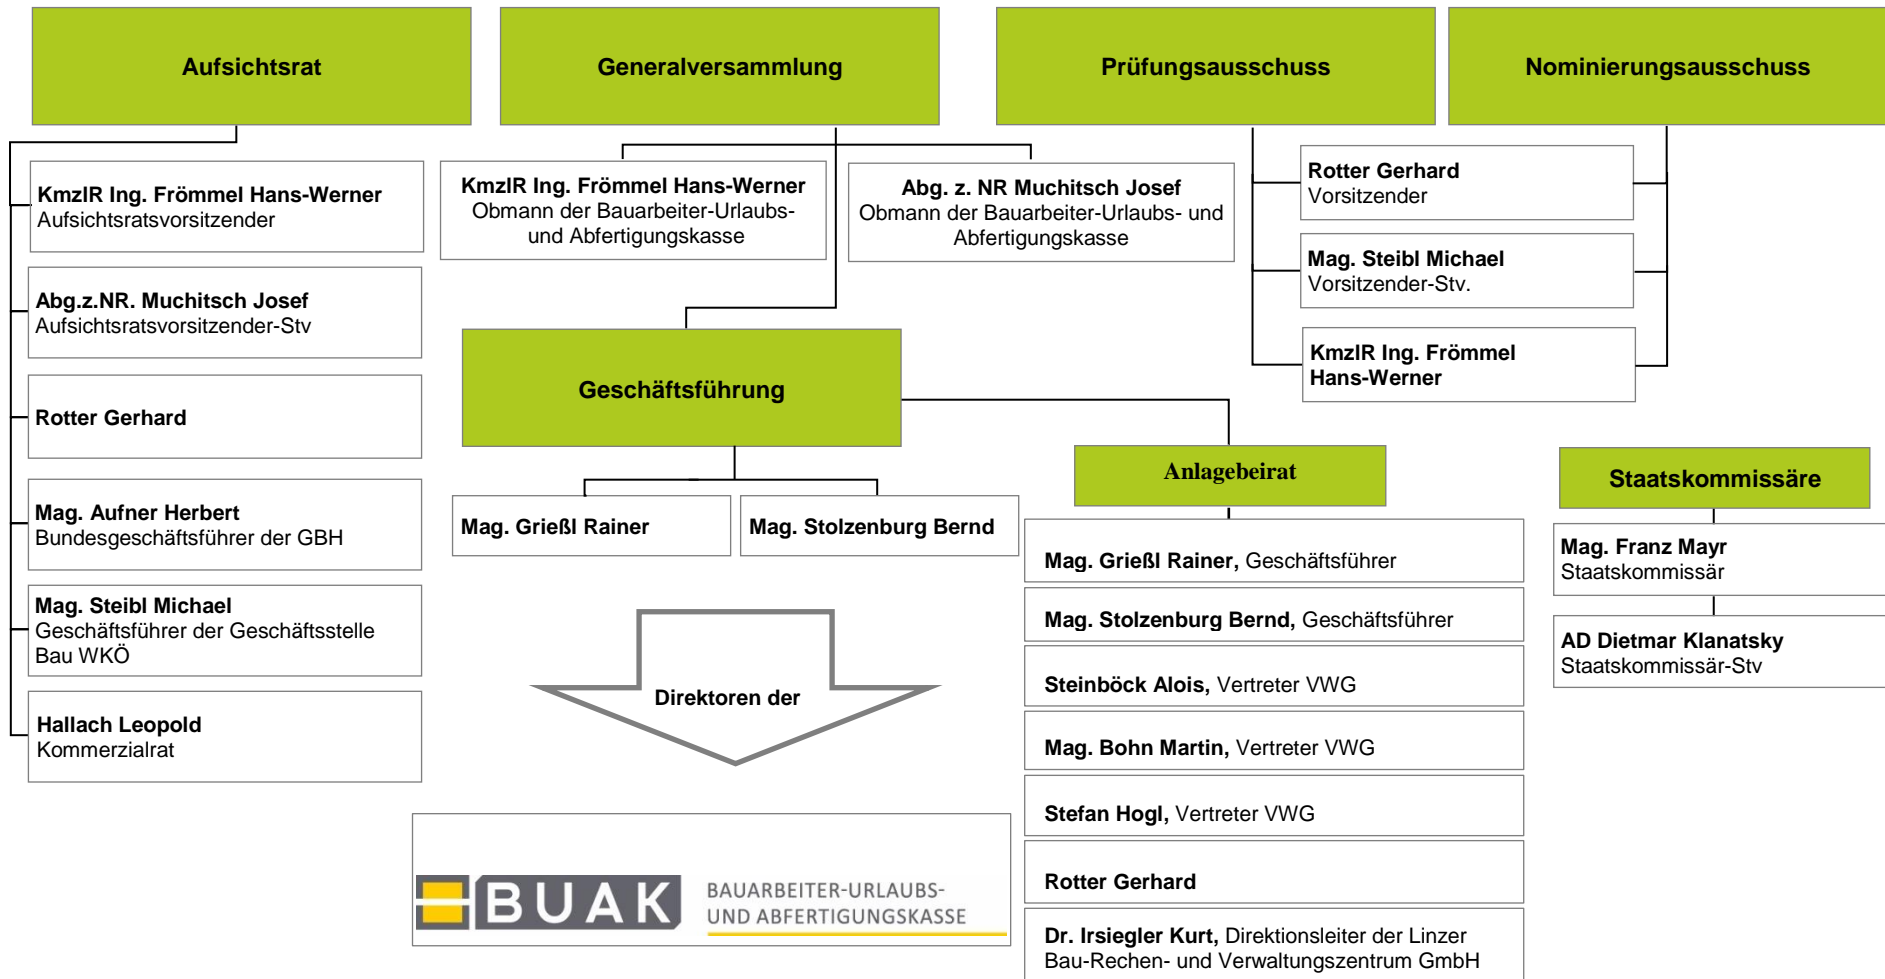 Aufsichtsrat
Generalversammlung
Prüfungsausschuss
Nominierungsausschuss
KmzlR Ing. Frömmel Hans-Werner
Aufsichtsratsvorsitzender
Abg.z.NR. Muchitsch Josef
Aufsichtsratsvorsitzender-Stv
Rotter Gerhard
Mag. Aufner Herbert
Bundesgeschäftsführer der GBH
Mag. Steibl Michael
Geschäftsführer der Geschäftsstelle
Bau WKÖ
Hallach Leopold
Kommerzialrat
KmzlR Ing. Frömmel Hans-Werner
Obmann der Bauarbeiter-Urlaubs-
und Abfertigungskasse
Abg. z. NR Muchitsch Josef
Obmann der Bauarbeiter-Urlaubs- und
Abfertigungskasse
Rotter Gerhard
Vorsitzender
Mag. Steibl Michael
Vorsitzender-Stv.
KmzlR Ing. Frömmel
Hans-Werner
Geschäftsführung
Mag. Grießl Rainer
Mag. Stolzenburg Bernd
Direktoren der
BUAK
BAUARBEITER-URLAUBS-
UND ABFERTIGUNGSKASSE
Anlagebeirat
Mag. Grießl Rainer, Geschäftsführer
Mag. Stolzenburg Bernd, Geschäftsführer
Steinböck Alois, Vertreter VWG
Mag. Bohn Martin, Vertreter VWG
Stefan Hogl, Vertreter VWG
Rotter Gerhard
Dr. Irsiegler Kurt, Direktionsleiter der Linzer
Bau-Rechen- und Verwaltungszentrum GmbH
Staatskommissäre
Mag. Franz Mayr
Staatskommissär
AD Dietmar Klanatsky
Staatskommissär-Stv